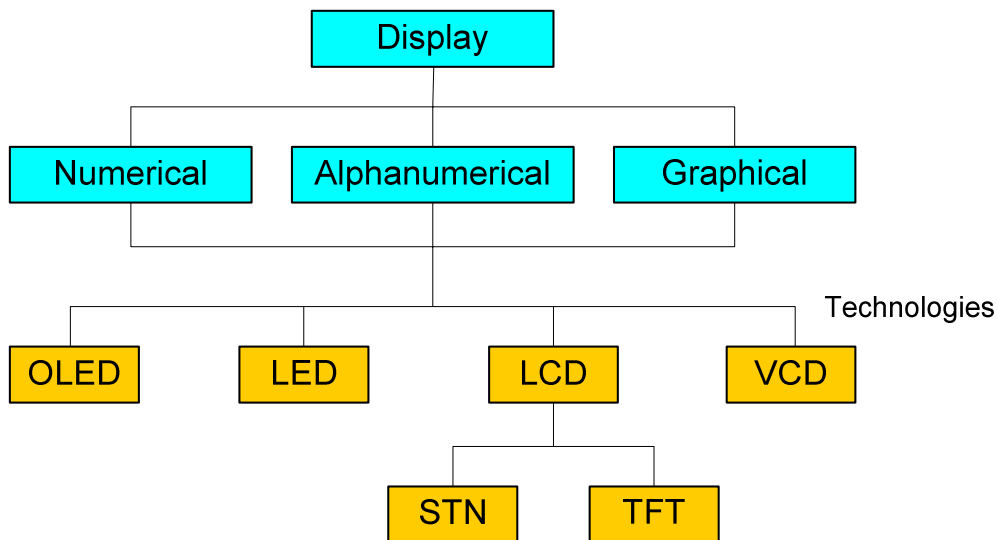 Display
Numerical
Alphanumerical
Graphical
Technologies
OLED
LED
LCD
VCD
STN
TFT